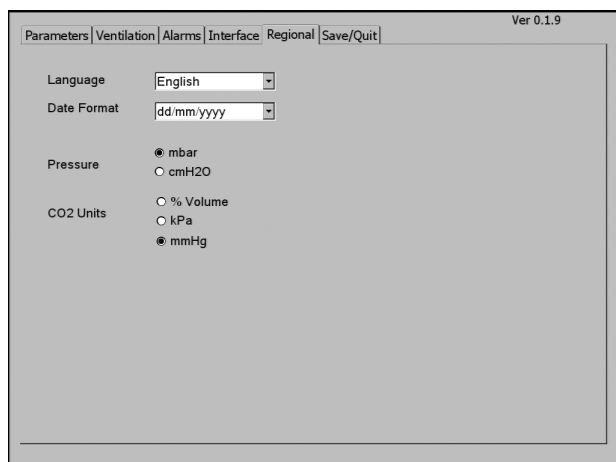 Ver 0.1.9
Parameters Ventilation Alarms Interface Regional Save/Quit
Language English
Date Format dd/mm/yyyy
mbar
Pressure
cmH2O
% Volume
CO2 Units
kPa
mmHg